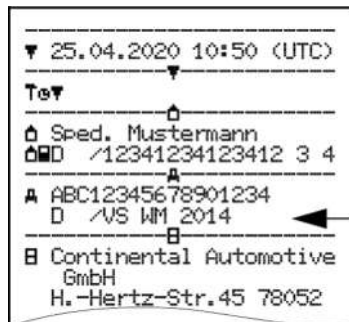 ▼ 25.04.2020 10:50 (UTC)
T⊙▼
Sped. Mustermann
D /12341234123412 3 4
ABC12345678901234
D /VS WM 2014
Continental Automotive
GmbH
H.-Hertz-Str.45 78052